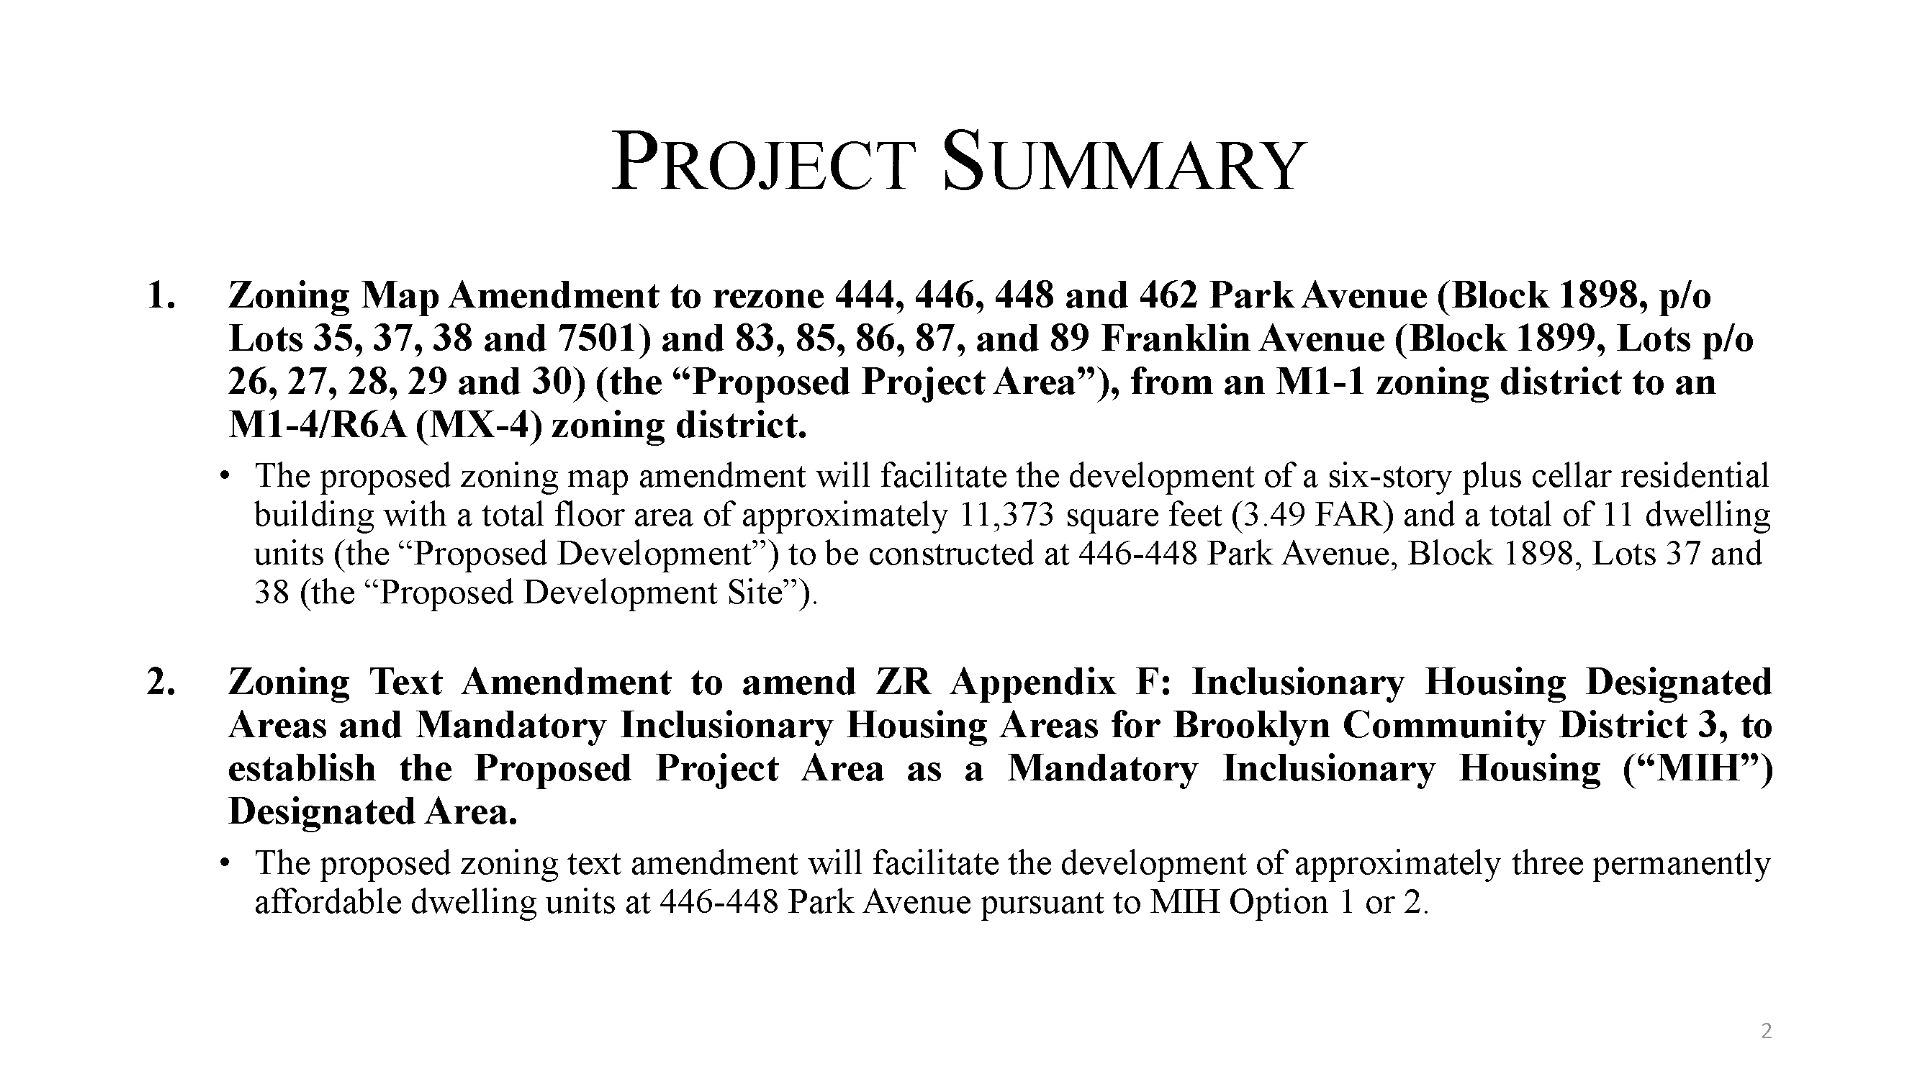 PROJECT SUMMARY
1. Zoning Map Amendment to rezone 444, 446, 448 and 462 Park Avenue (Block 1898, p/o
Lots 35, 37, 38 and 7501) and 83, 85, 86, 87, and 89 Franklin Avenue (Block 1899, Lots p/o
26, 27, 28, 29 and 30) (the “Proposed Project Area”), from an M1-1 zoning district to an
M1-4/R6A (MX-4) zoning district.
• The proposed zoning map amendment will facilitate the development of a six-story plus cellar residential
building with a total floor area of approximately 11,373 square feet (3.49 FAR) and a total of 11 dwelling
units (the “Proposed Development”) to be constructed at 446-448 Park Avenue, Block 1898, Lots 37 and
38 (the “Proposed Development Site”).
2. Zoning Text Amendment to amend ZR Appendix F: Inclusionary Housing Designated
Areas and Mandatory Inclusionary Housing Areas for Brooklyn Community District 3, to
establish the Proposed Project Area as a Mandatory Inclusionary Housing (“MIH”)
Designated Area.
• The proposed zoning text amendment will facilitate the development of approximately three permanently
affordable dwelling units at 446-448 Park Avenue pursuant to MIH Option 1 or 2.
2